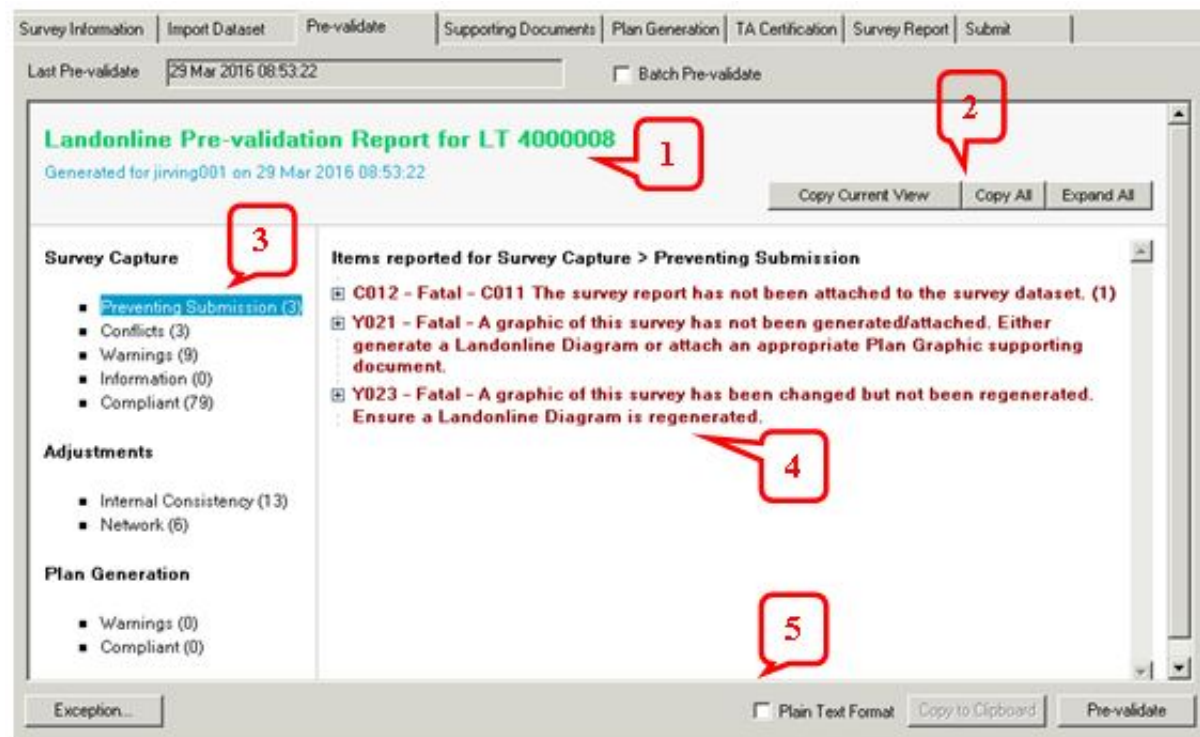 Survey Information Import Dataset Pre-validate Supporting Documents Plan Generation TA Certification Survey Report Submit
Last Pre-validate 29 Mar 2016 08:53:22 Batch Pre-validate
2
Landonline Pre-validation Report for LT 4000008
1
Generated for jirving001 on 29 Mar 2016 08:53:22
Copy Current View Copy All Expand All
3
Survey Capture
Preventing Submission (3)
Conflicts (3)
Warnings (9)
Information (0)
Compliant (79)
Adjustments
Internal Consistency (13)
Network (6)
Plan Generation
Warnings (0)
Compliant (0)
Items reported for Survey Capture > Preventing Submission
C012 - Fatal - C011 The survey report has not been attached to the survey dataset. (1)
Y021 - Fatal - A graphic of this survey has not been generated/attached. Either
generate a Landonline Diagram or attach an appropriate Plan Graphic supporting
document.
Y023 - Fatal - A graphic of this survey has been changed but not been regenerated.
Ensure a Landonline Diagram is regenerated.
4
5
Exception... Plain Text Format Copy to Clipboard Pre-validate